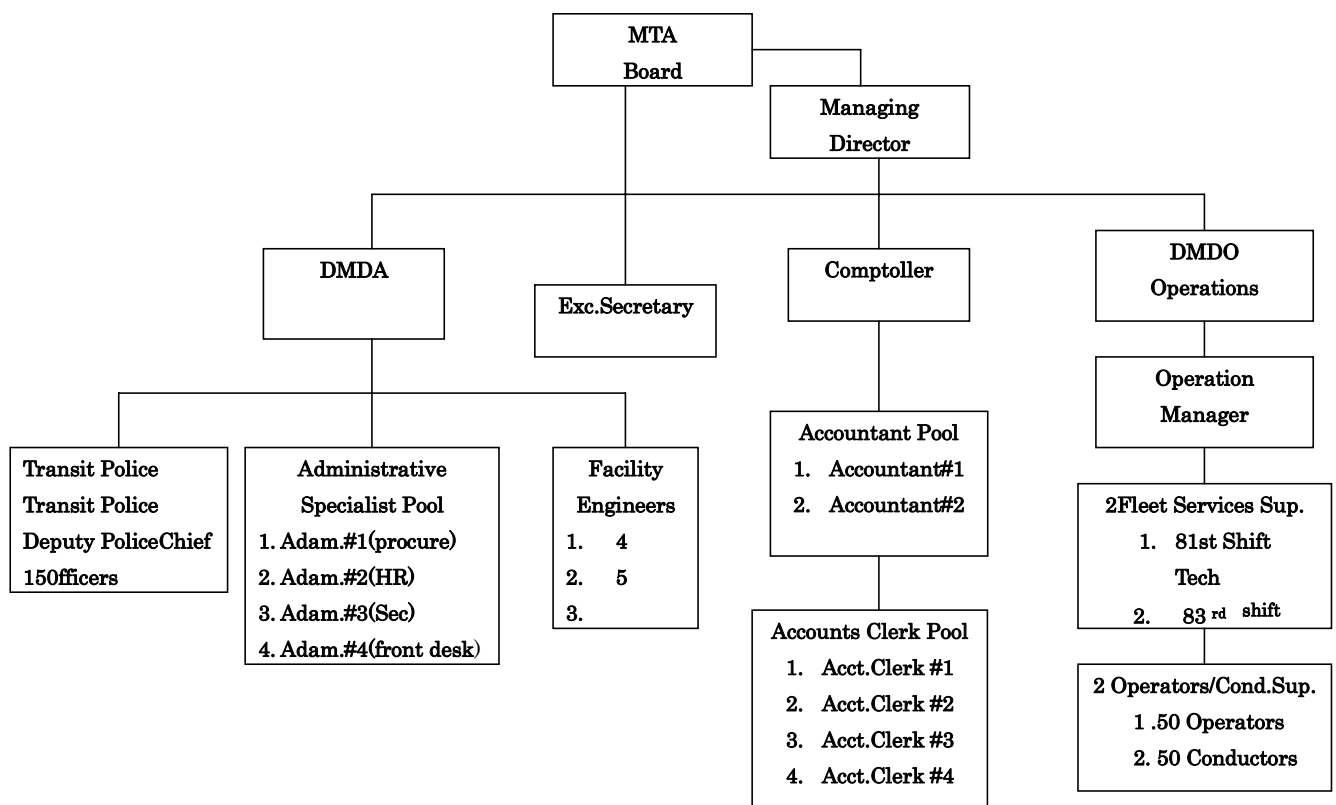 MTA
Board
Managing
Director
DMDA
Exc.Secretary
Comptoller
DMDO
Operations
Operation
Manager
Transit Police
Transit Police
Deputy PoliceChief
150fficers
Administrative
Specialist Pool
1. Adam.#1(procure)
2. Adam.#2(HR)
3. Adam.#3(Sec)
4. Adam.#4(front desk)
Facility
Engineers
1. 4
2. 5
3.
Accountant Pool
1. Accountant#1
2. Accountant#2
Accounts Clerk Pool
1. Acct.Clerk #1
2. Acct.Clerk #2
3. Acct.Clerk #3
4. Acct.Clerk #4
2Fleet Services Sup.
1. 81st Shift
Tech
2. 83 rd shift
2 Operators/Cond.Sup.
1 .50 Operators
2. 50 Conductors